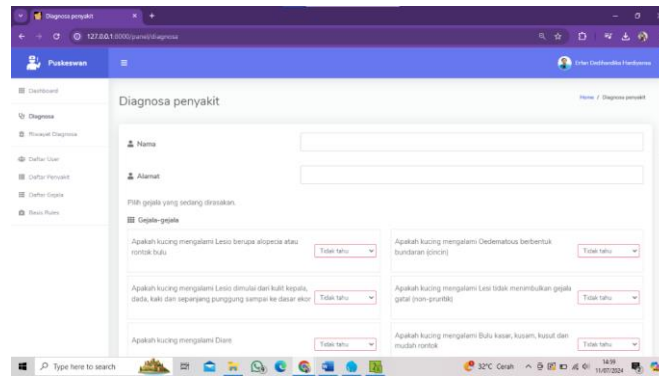 Diagnosa penyakit
127.0.0.1:8000/panel/diagnosa
Puskeswan
Dashboard
Diagnosa
Riwayat Diagnosa
Daftar User
Daftar Penyakit
Daftar Gejala
Basis Rules
Diagnosa penyakit
Home / Diagnosa penyakit
Nama
Alamat
Pilih gejala yang sedang dirasakan.
Gejala-gejala
Apakah kucing mengalami Lesio berupa alopecia atau
rontok bulu
Tidak tahu
Apakah kucing mengalami Oedematous berbentuk
bundaran (cincin)
Tidak tahu
Apakah kucing mengalami Lesio dimulai dari kulit kepala,
dada, kaki dan sepanjang punggung sampai ke dasar ekor
Tidak tahu
Apakah kucing mengalami Lesi tidak menimbulkan gejala
gatal (non-pruritik)
Tidak tahu
Apakah kucing mengalami Diare
Tidak tahu
Apakah kucing mengalami Bulu kasar, kusam, kusut dan
mudah rontok
Tidak tahu
Type here to search
32°C Cerah
14:39
11/07/2024